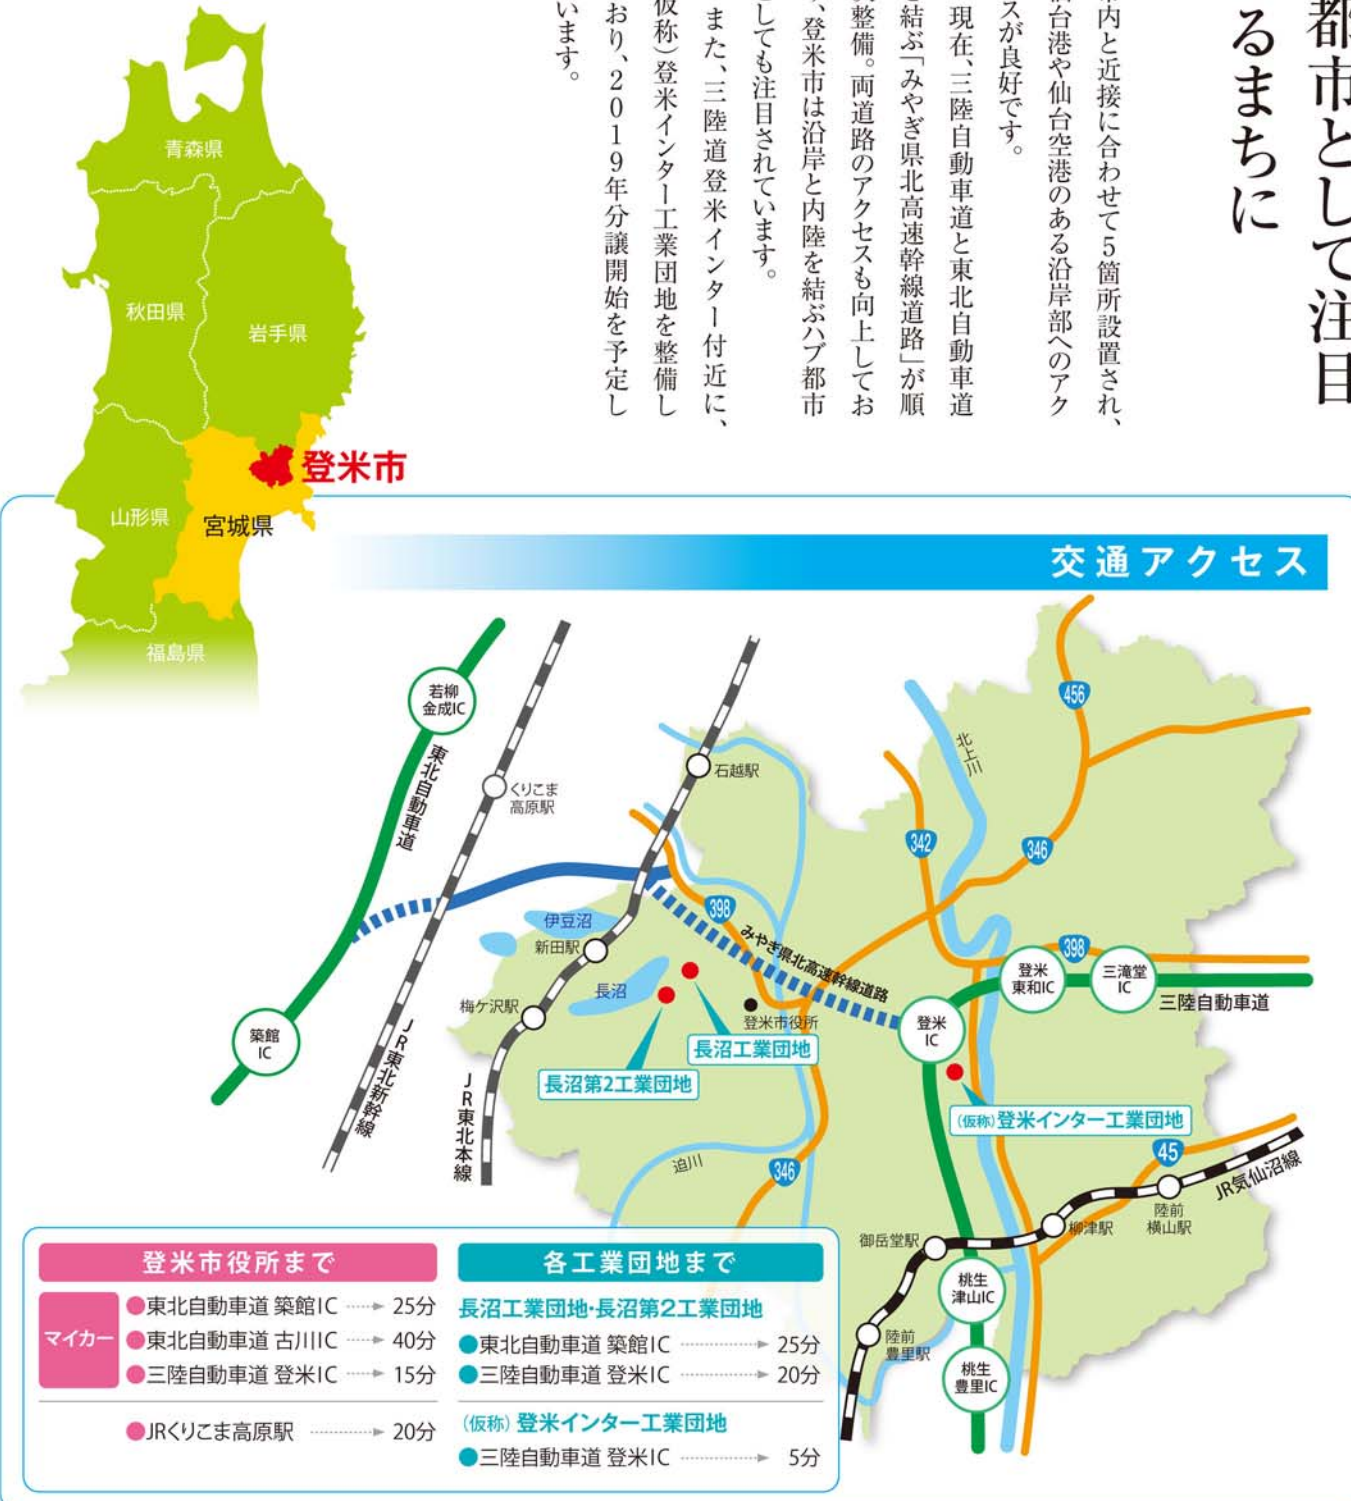 都市として注目
るまちに
市内と近接に合わせて5箇所設置され、
仙台港や仙台空港のある沿岸部へのアク
スが良好です。
現在、三陸自動車道と東北自動車道
を結ぶ「みやぎ県北高速幹線道路」が順
次整備。両道路のアクセスも向上してお
り、登米市は沿岸と内陸を結ぶハブ都市
としても注目されています。
また、三陸道登米インター付近に、
仮称）登米インター工業団地を整備し
おり、2019年分譲開始を予定し
います。
青森県
秋田県
岩手県
登米市
山形県
宮城県
福島県
交通アクセス
若柳
金成IC
東北自動車道
くりこま
高原駅
石越駅
北上川
456
342
346
398
伊豆沼
新田駅
みやぎ県北高速幹線道路
398
登米
東和IC
三滝堂
IC
三陸自動車道
長沼
梅ケ沢駅
登米市役所
登米
IC
築館
IC
長沼工業団地
長沼第2工業団地
JR東北新幹線
JR東北本線
(仮称)登米インター工業団地
45
JR気仙沼線
迫川
346
陸前
横山駅
柳津駅
御岳堂駅
桃生
津山IC
陸前
豊里駅
桃生
豊里IC
登米市役所まで
マイカー
●東北自動車道 築館IC 25分
●東北自動車道 古川IC 40分
●三陸自動車道 登米IC 15分
●JRくりこま高原駅 20分
各工業団地まで
長沼工業団地・長沼第2工業団地
●東北自動車道 築館IC 25分
●三陸自動車道 登米IC 20分
(仮称) 登米インター工業団地
●三陸自動車道 登米IC 5分